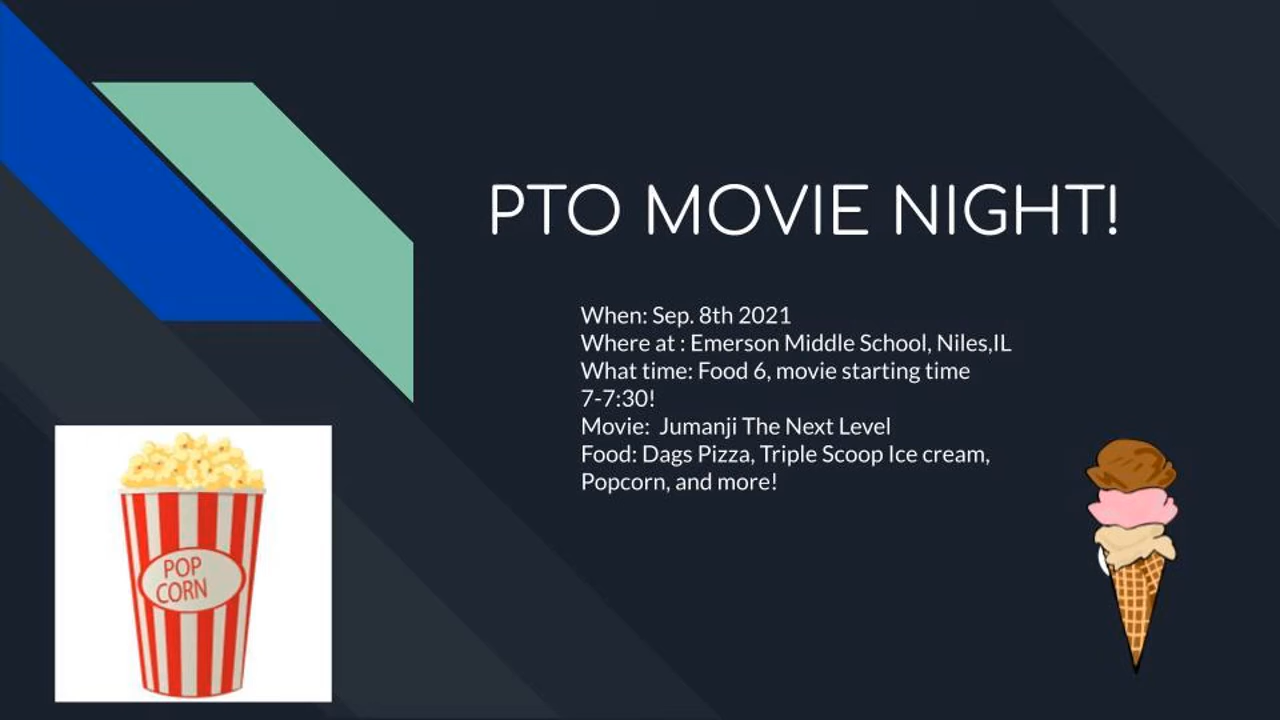 PTO MOVIE NIGHT!
When: Sep. 8th 2021
Where at : Emerson Middle School, Niles,IL
What time: Food 6, movie starting time
7-7:30!
Movie:  Jumanji The Next Level
Food: Dags Pizza, Triple Scoop Ice cream,
Popcorn, and more!
POP
CORN